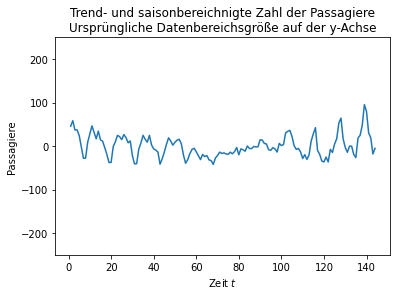 Trend- und saisonbereichnigte Zahl der Passagiere
Ursprüngliche Datenbereichsgröße auf der y-Achse
Passagiere
200
100
0
−100
−200
0 20 40 60 80 100 120 140
Zeit t